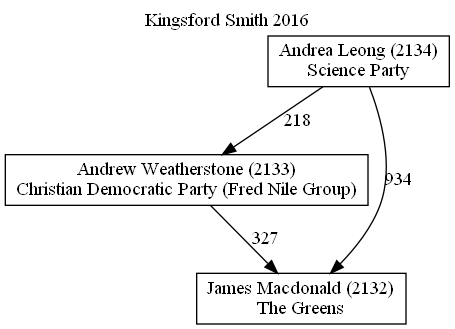 Kingsford Smith 2016
Andrea Leong (2134)
Science Party
218
Andrew Weatherstone (2133)
Christian Democratic Party (Fred Nile Group)
934
327
James Macdonald (2132)
The Greens